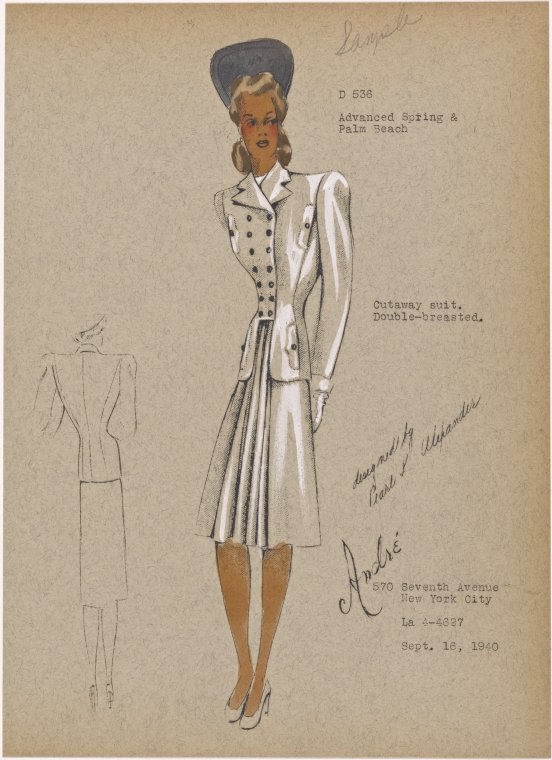 Sample
D 536
Advanced Spring &
Palm Beach
Cutaway suit.
Double-breasted.
designed by
Pearl L Alexander
André
570 Seventh Avenue
New York City
La 4-4627
Sept. 16, 1940